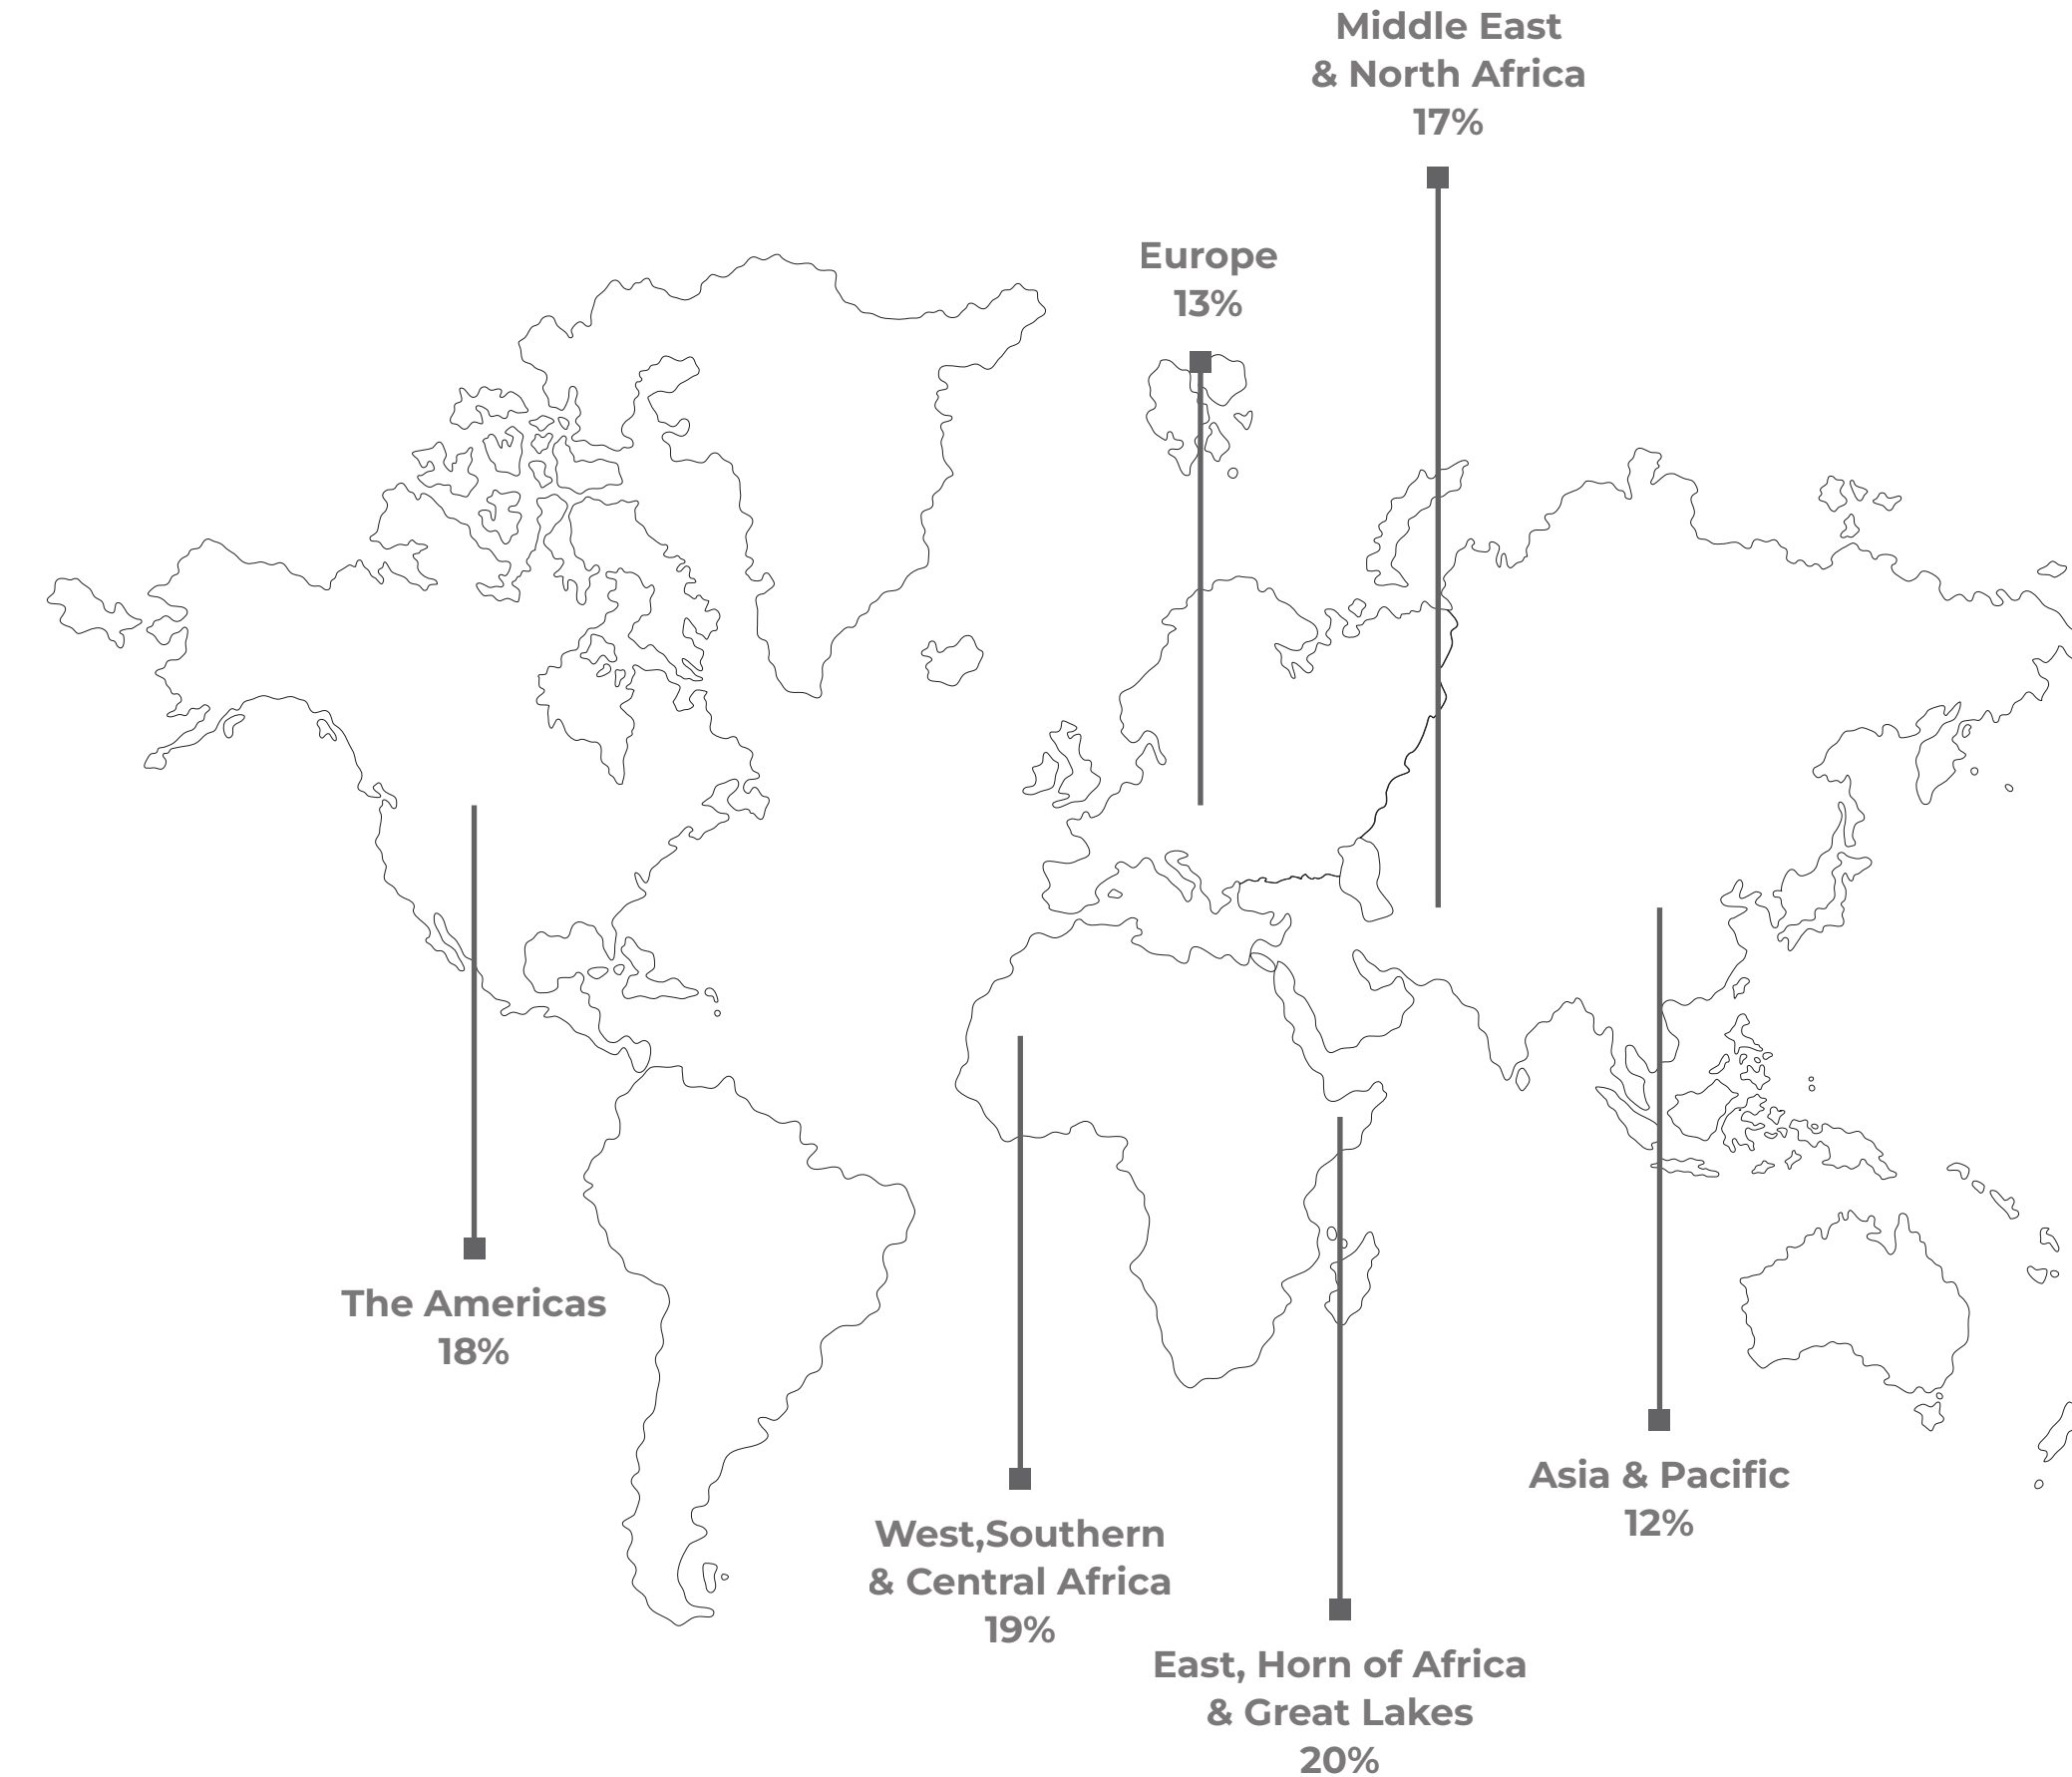 Middle East
& North Africa
17%
Europe
13%
The Americas
18%
West,Southern
& Central Africa
19%
Asia & Pacific
12%
East, Horn of Africa
& Great Lakes
20%